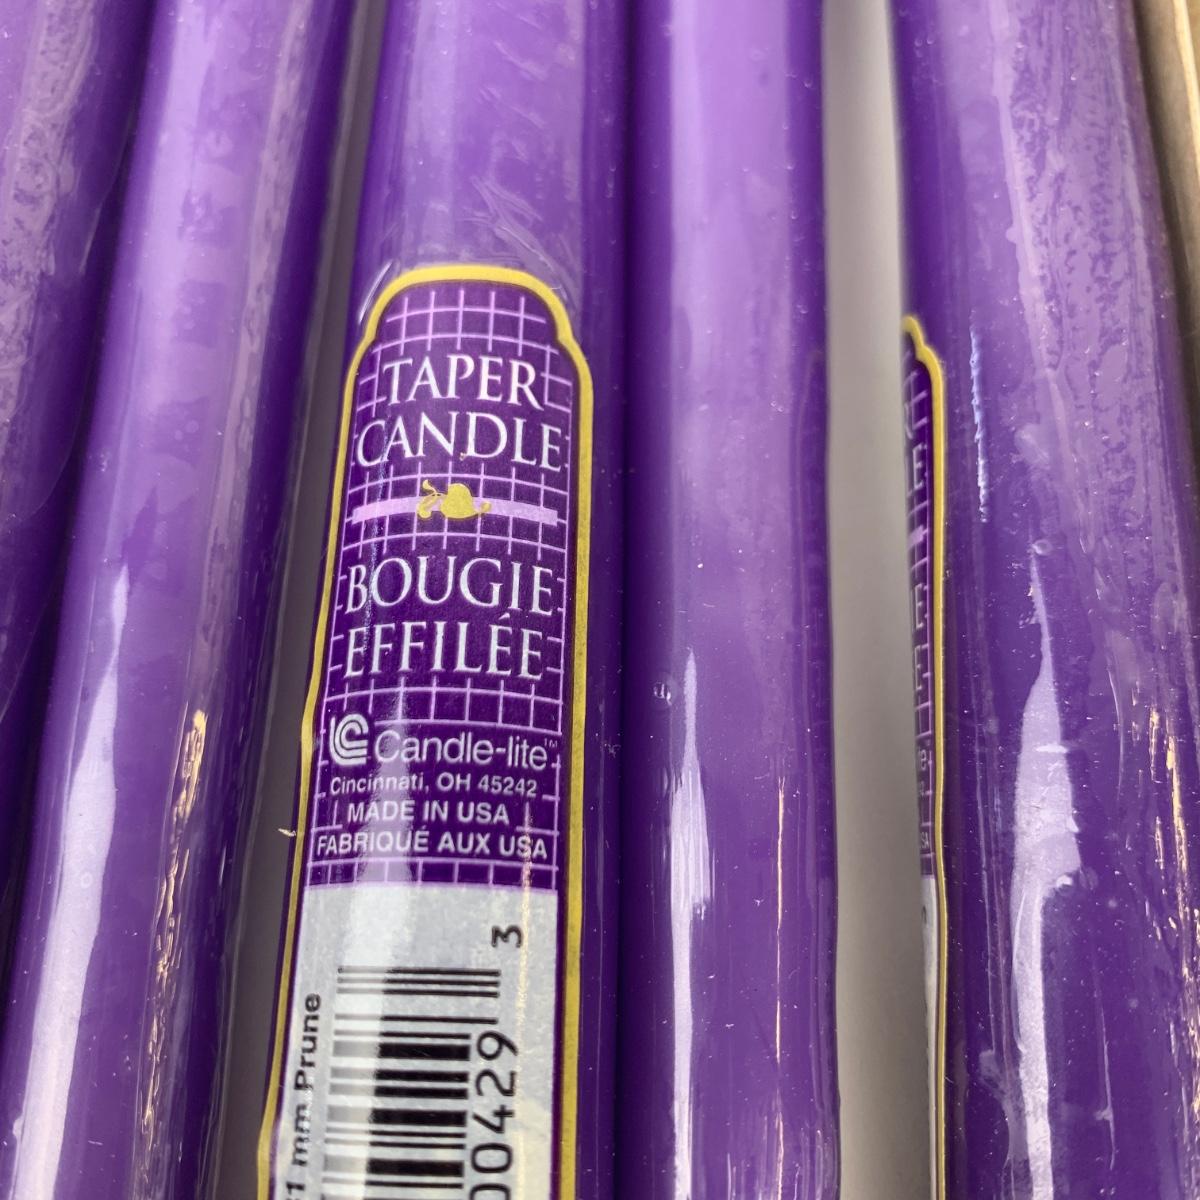 TAPER
CANDLE
BOUGIE
EFFILÉE
Candle-lite™
Cincinnati, OH 45242
MADE IN USA
FABRIQUÉ AUX USA
mm Prune
00429 3